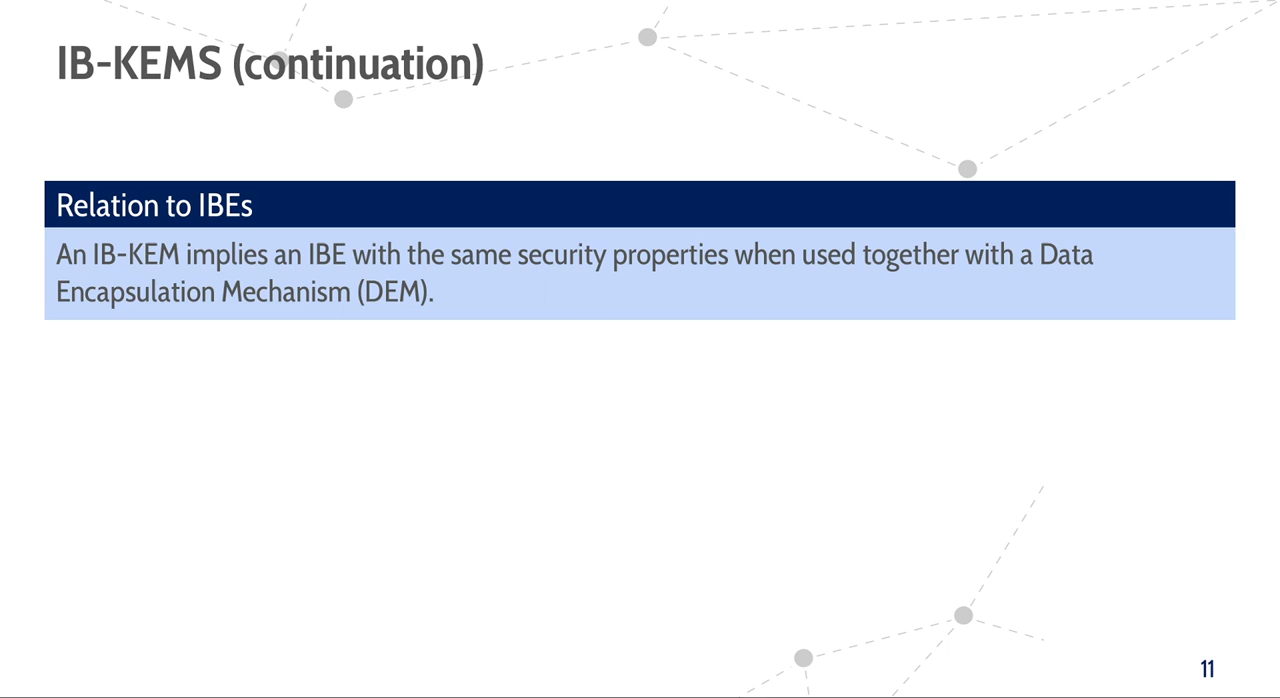 IB-KEMS (continuation)
Relation to IBEs
An IB-KEM implies an IBE with the same security properties when used together with a Data
Encapsulation Mechanism (DEM).
11